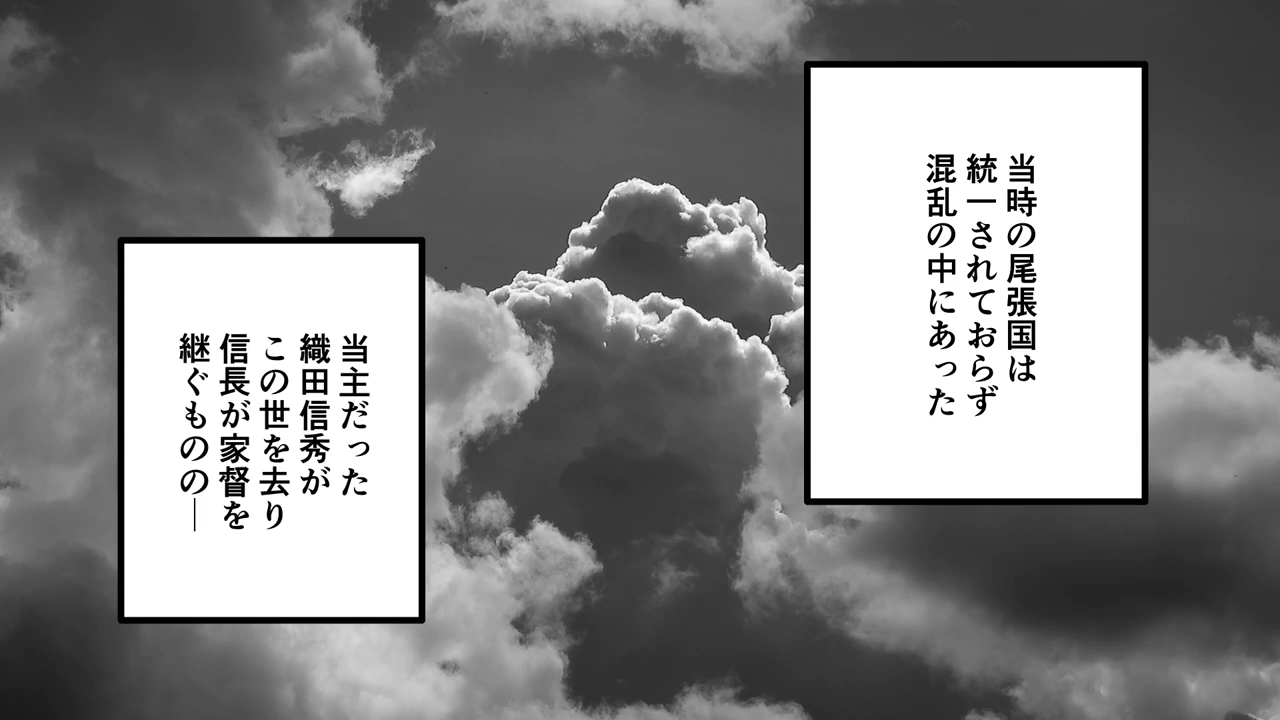 当時の尾張国は
統一されておらず
混乱の中にあった
当主だった
織田信秀が
この世を去り
信長が家督を
継ぐものの―